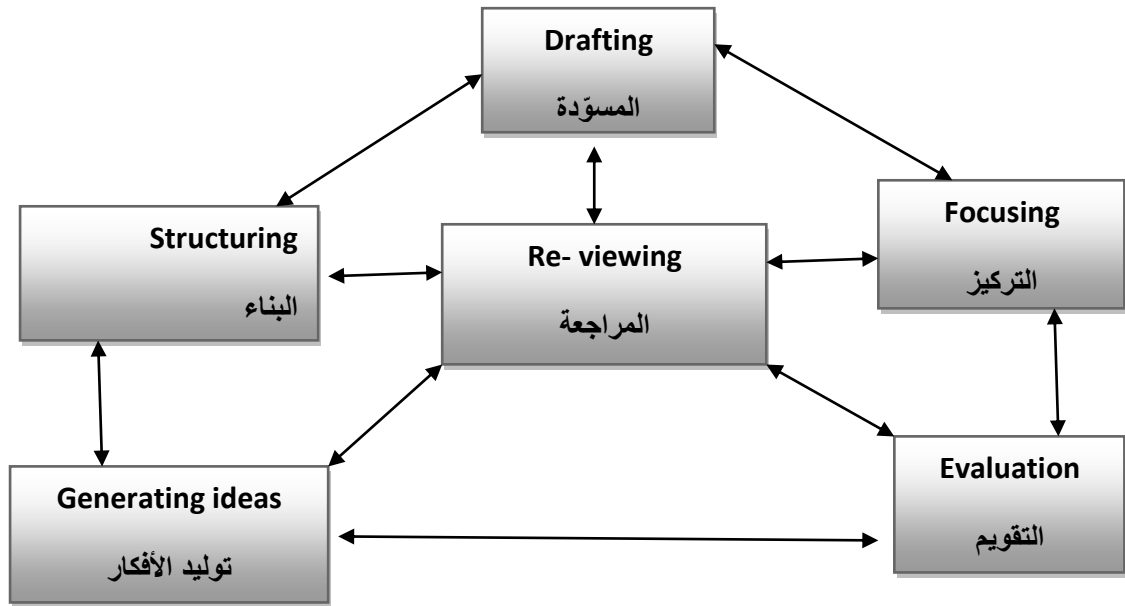 Drafting
المسوّدة
Focusing
التركيز
Structuring
البناء
Re- viewing
المراجعة
Evaluation
التقويم
Generating ideas
توليد الأفكار